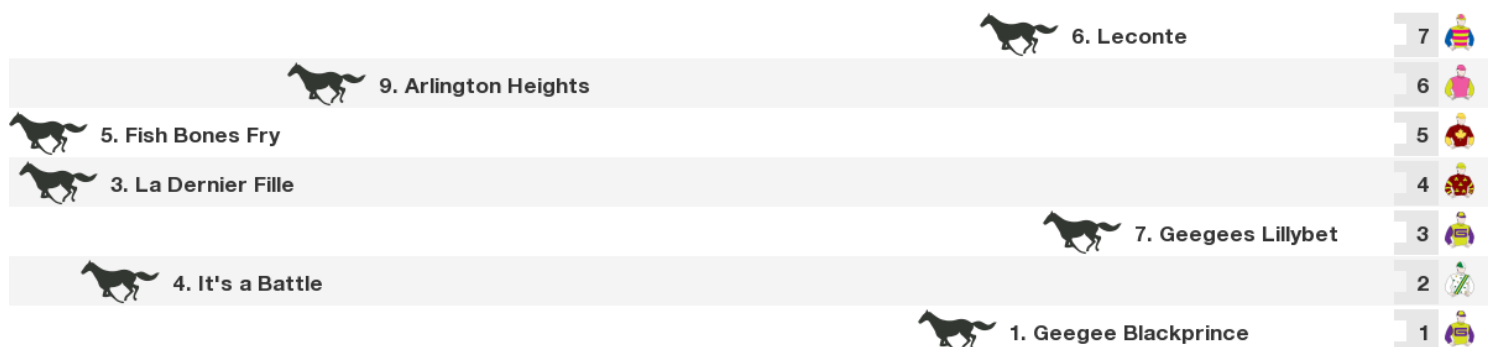 6. Leconte 7
9. Arlington Heights 6
5. Fish Bones Fry 5
3. La Dernier Fille 4
7. Geegees Lillybet 3
4. It's a Battle 2
1. Geegee Blackprince 1